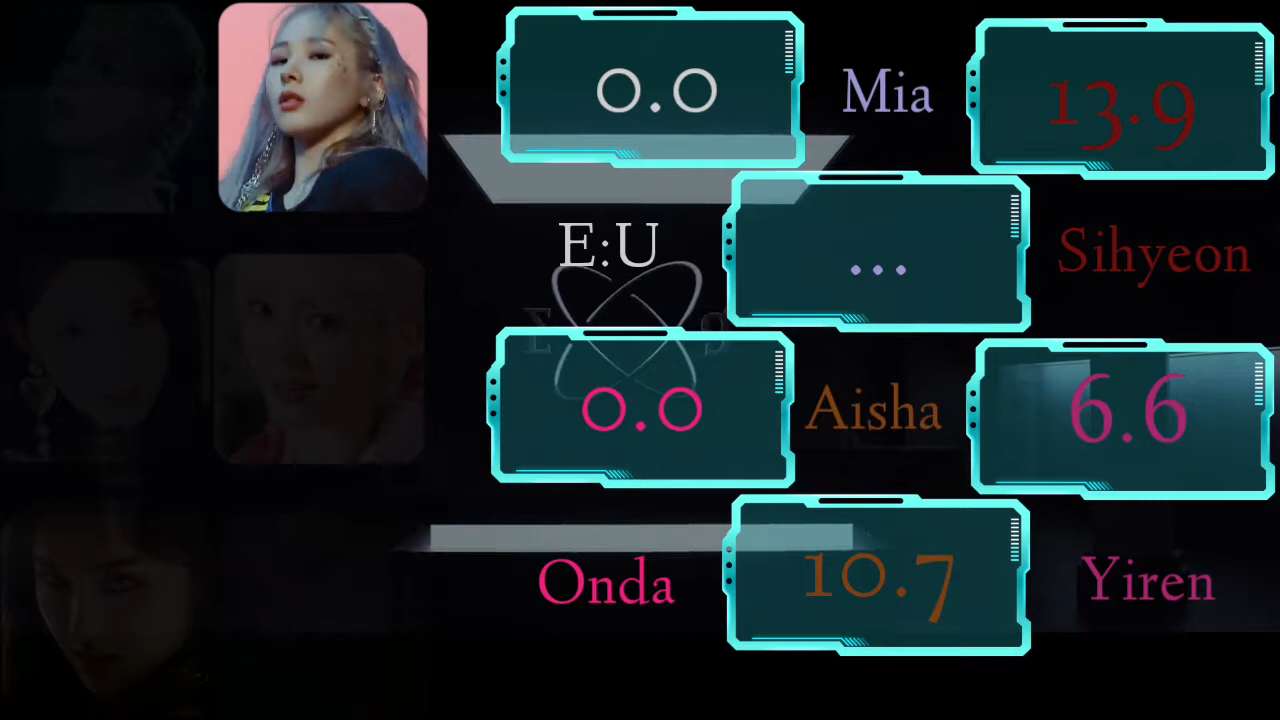 0.0
Mia
13.9
E:U
...
Sihyeon
0.0
Aisha
6.6
Onda
10.7
Yiren